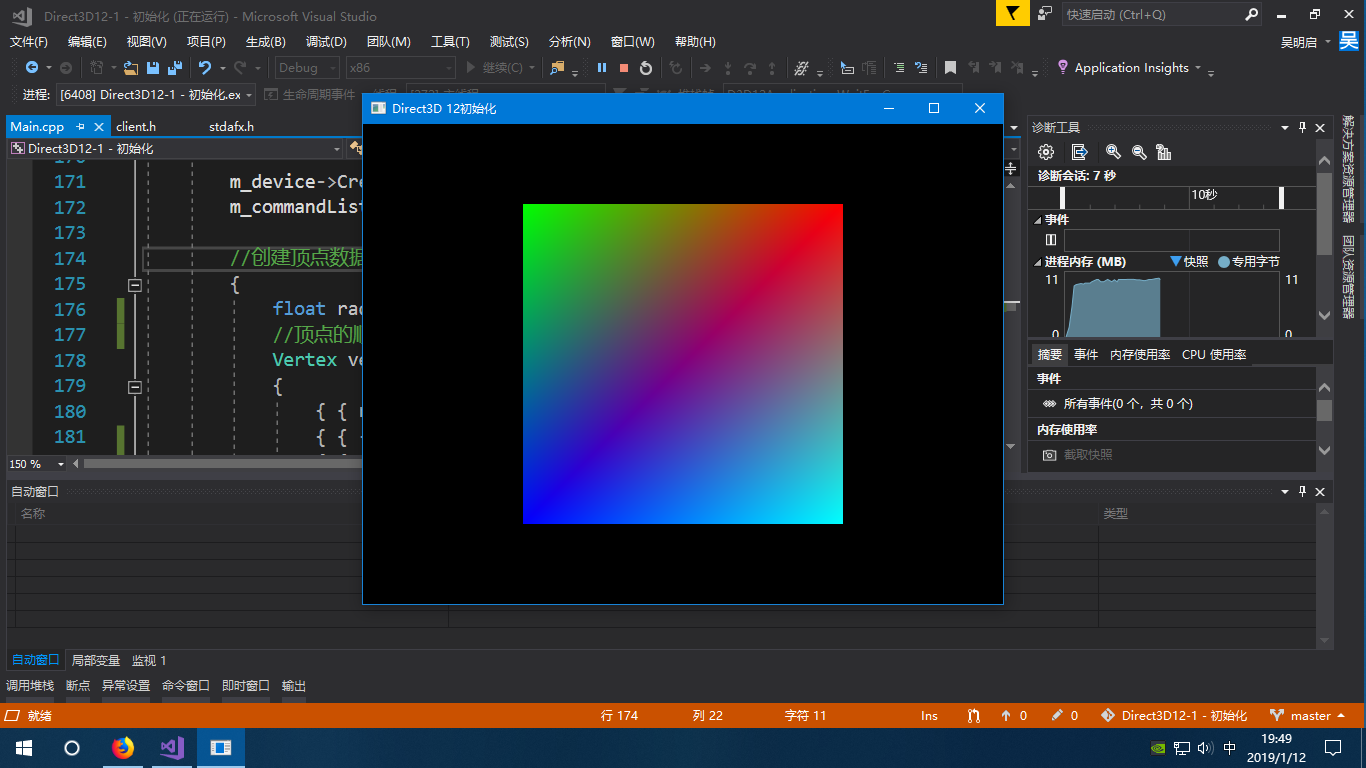 Direct3D12-1 - 初始化 (正在运行) - Microsoft Visual Studio
快速启动 (Ctrl+Q)
文件(F) 编辑(E) 视图(V) 项目(P) 生成(B) 调试(D) 团队(M) 工具(T) 测试(S) 分析(N) 窗口(W) 帮助(H)
吴明启 吴
Debug x86 继续(C) Application Insights
进程: [6408] Direct3D12-1 - 初始化.ex 生命周期事件
Direct3D 12初始化
Main.cpp client.h stdafx.h
Direct3D12-1 - 初始化
171 m_device->Cre
172 m_commandList
173
174 //创建顶点数据
175 {
176 float rad
177 //顶点的顺
178 Vertex ve
179 {
180 { {
181 { {
150 %
诊断工具
诊断会话: 7 秒
10秒
事件
进程内存 (MB) 快照 专用字节
11 11
0 0
摘要 事件 内存使用率 CPU 使用率
事件
所有事件(0 个，共 0 个)
内存使用率
截取快照
解决方案资源管理器
团队资源管理器
自动窗口
名称 类型
自动窗口 局部变量 监视 1
调用堆栈 断点 异常设置 命令窗口 即时窗口 输出
就绪 行 174 列 22 字符 11 Ins 0 0 Direct3D12-1 - 初始化 master
中 19:49
2019/1/12